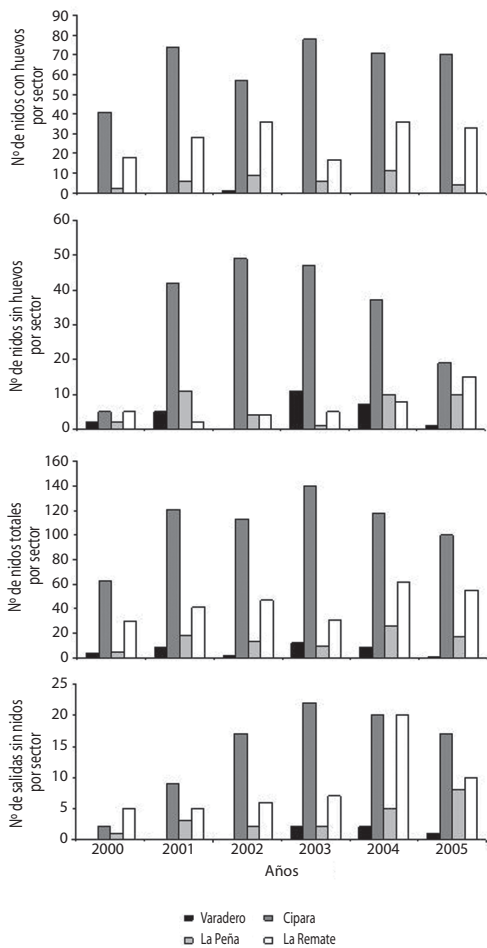 Nº de nidos con huevos
por sector
90
80
70
60
50
40
30
20
10
0
Nº de nidos sin huevos
por sector
60
50
40
30
20
10
0
Nº de nidos totales
por sector
160
140
120
100
80
60
40
20
0
Nº de salidas sin nidos
por sector
25
20
15
10
5
0
2000 2001 2002 2003 2004 2005
Años
Varadero Cipara
La Peña La Remate